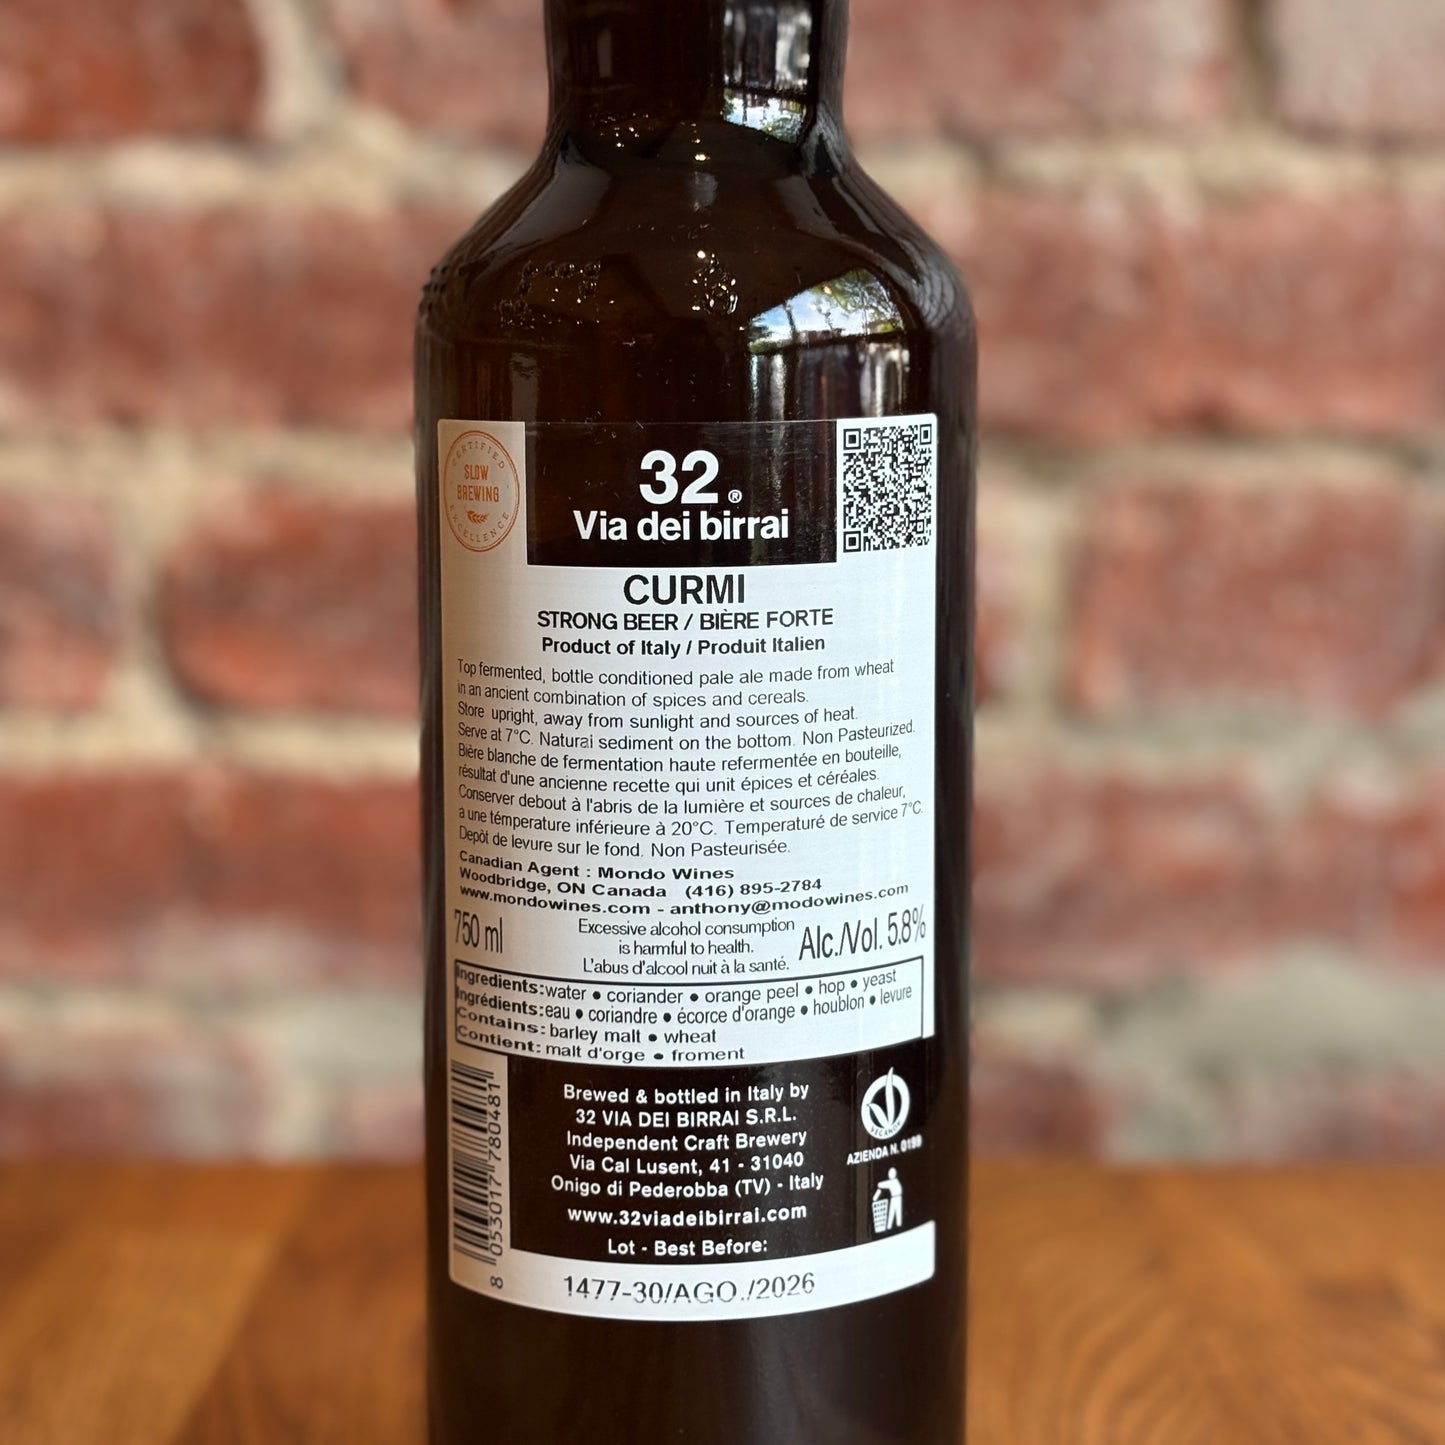 CERTIFIED
SLOW
BREWING
EXCELLENCE
32®
Via dei birrai
CURMI
STRONG BEER / BIÈRE FORTE
Product of Italy / Produit Italien
Top fermented, bottle conditioned pale ale made from wheat
in an ancient combination of spices and cereals.
Store upright, away from sunlight and sources of heat.
Serve at 7°C. Natural sediment on the bottom. Non Pasteurized.
Bière blanche de fermentation haute refermentée en bouteille,
résultat d'une ancienne recette qui unit épices et céréales.
Conserver debout à l'abris de la lumière et sources de chaleur,
a une témpérature inférieure à 20°C. Temperaturé de service 7°C.
Depòt de levure sur le fond. Non Pasteurisée.
Canadian Agent : Mondo Wines
Woodbridge, ON Canada (416) 895-2784
www.mondowines.com - anthony@modowines.com
750 ml
Excessive alcohol consumption
is harmful to health.
L'abus d'alcool nuit à la santé.
Alc./Vol. 5.8%
Ingredients: water • coriander • orange peel • hop • yeast
Ingrédients: eau • coriandre • écorce d'orange • houblon • levure
Contains: barley malt • wheat
Contient: malt d'orge • froment
Brewed & bottled in Italy by
32 VIA DEI BIRRAI S.R.L.
Independent Craft Brewery
Via Cal Lusent, 41 - 31040
Onigo di Pederobba (TV) - Italy
www.32viadeibirrai.com
VEGANOK
AZIENDA N. 0199
Lot - Best Before:
1477-30/AGO./2026
8 053017 780481